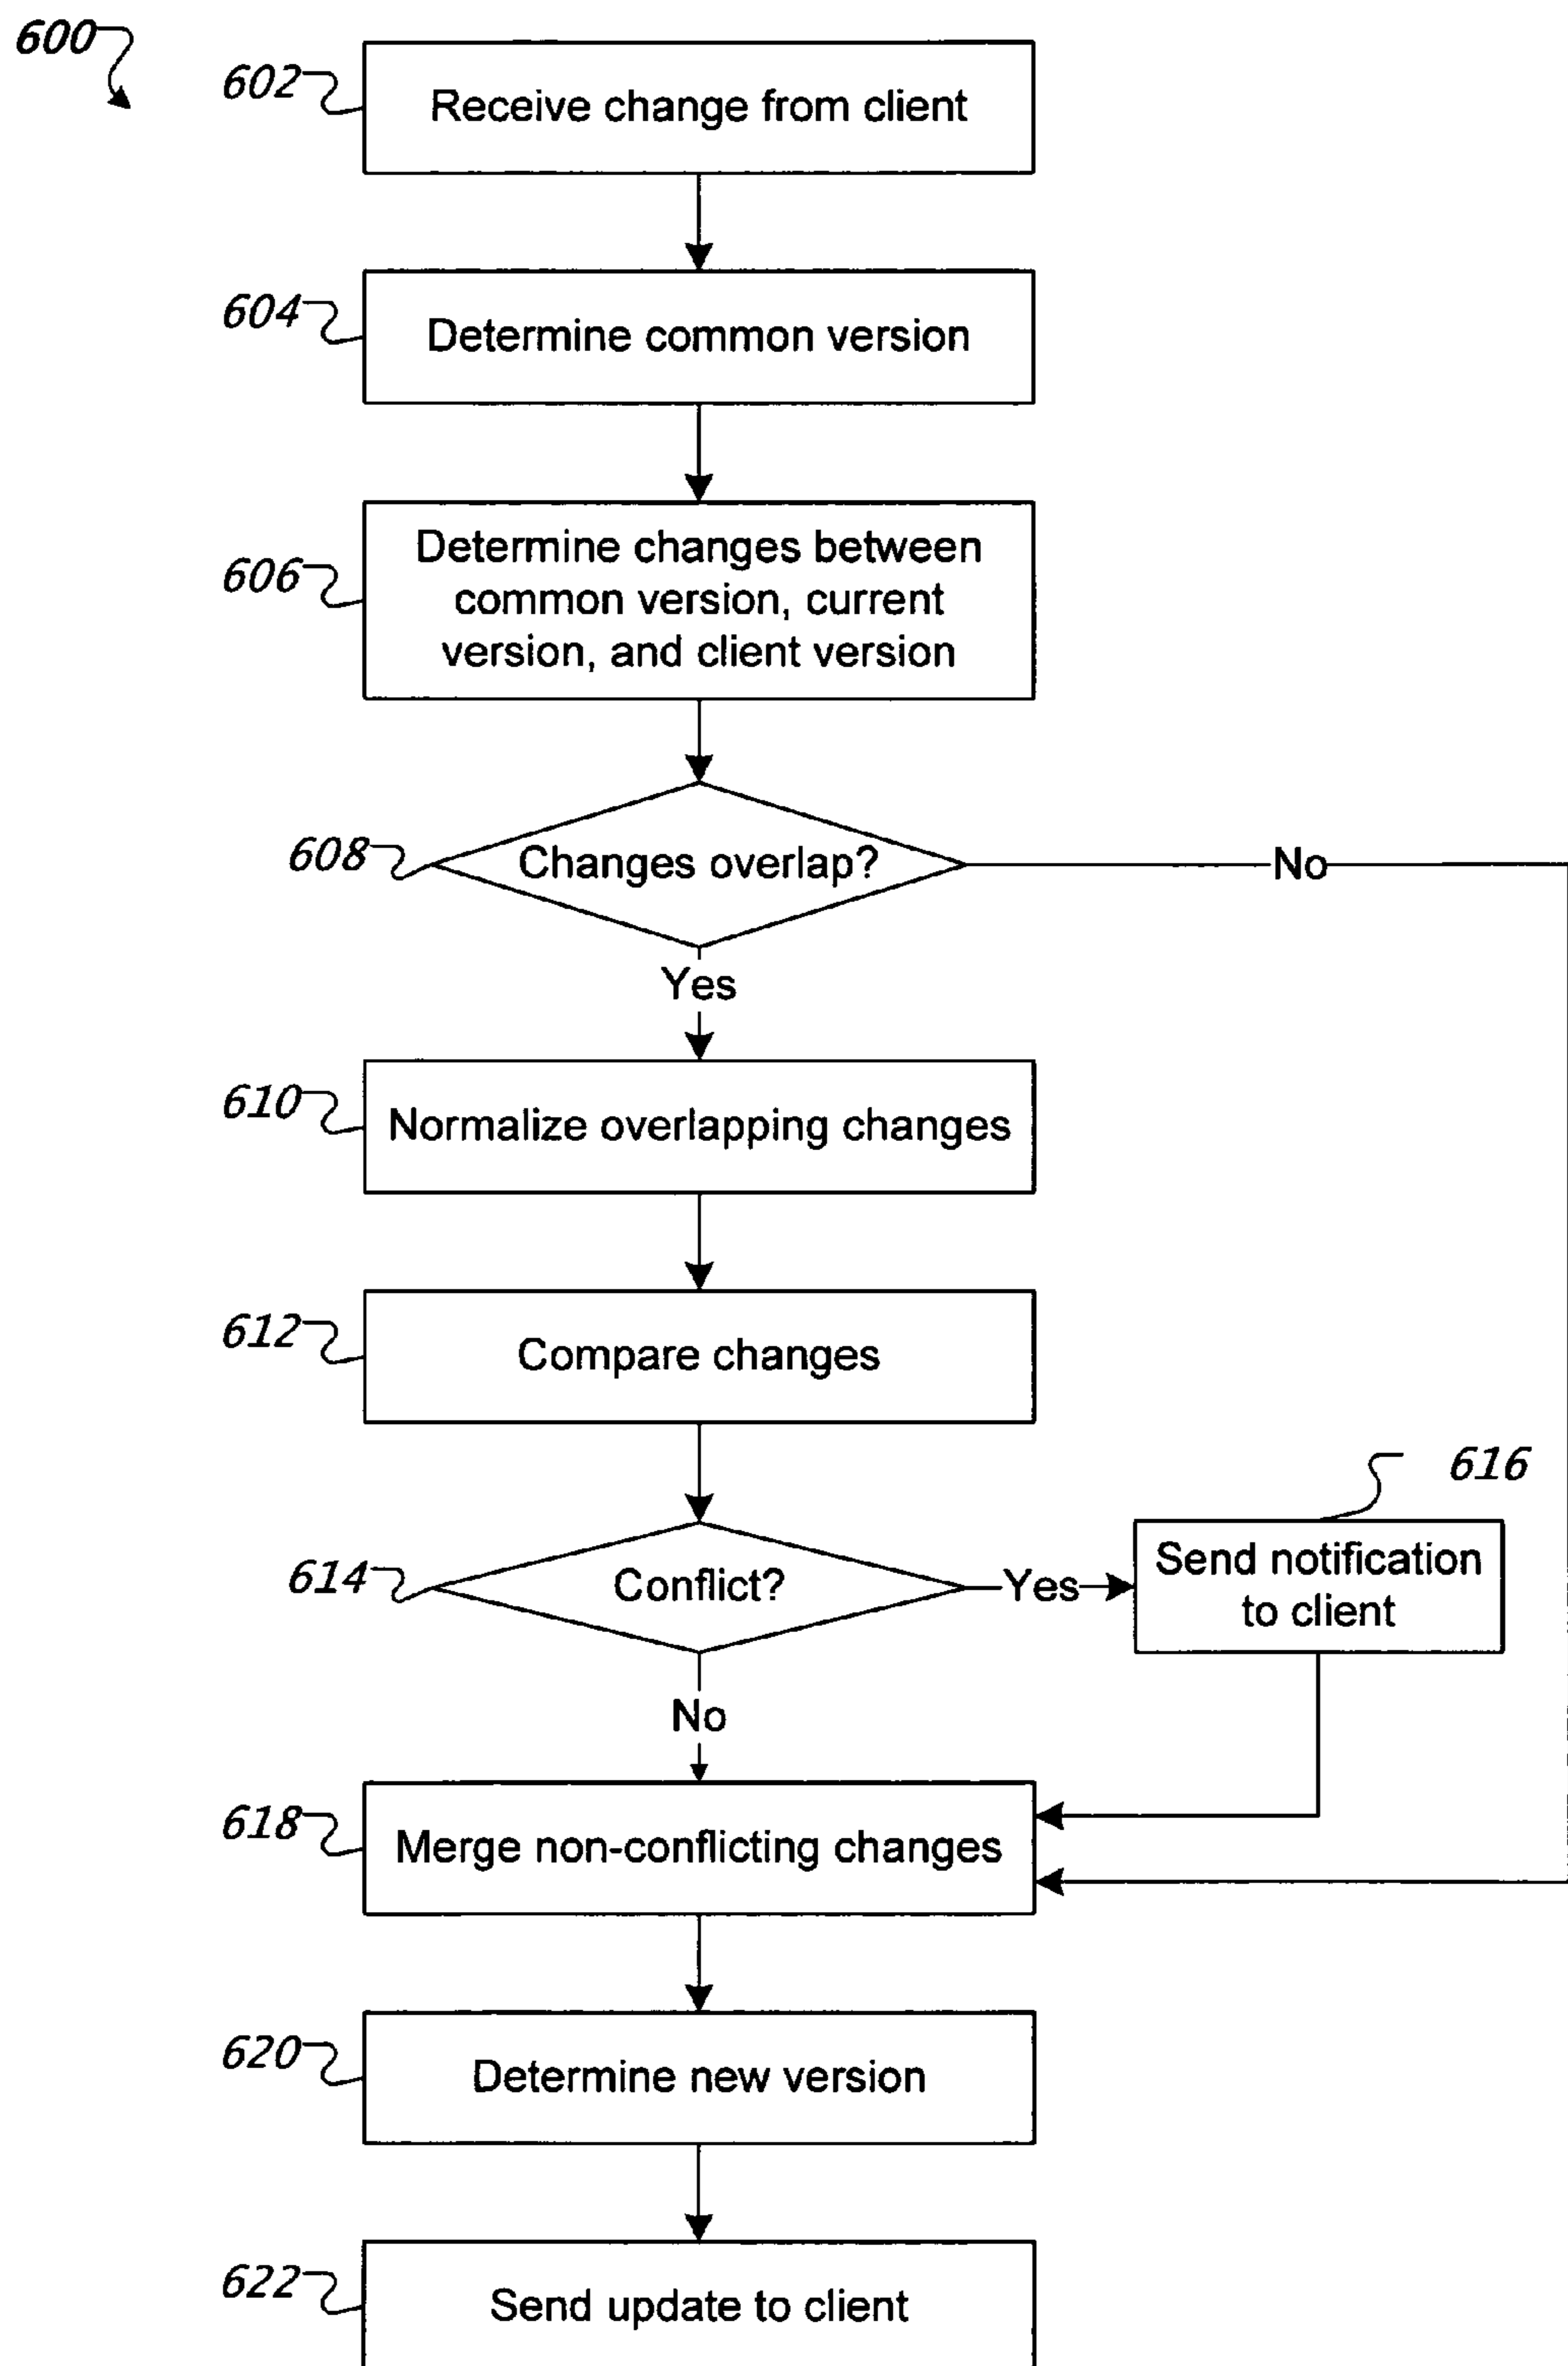 600
602
Receive change from client
604
Determine common version
606
Determine changes between
common version, current
version, and client version
608
Changes overlap?
No
Yes
610
Normalize overlapping changes
612
Compare changes
616
614
Conflict?
Yes
Send notification
to client
No
618
Merge non-conflicting changes
620
Determine new version
622
Send update to client